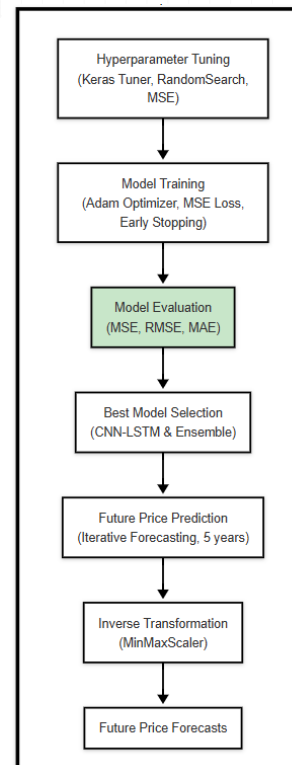 Hyperparameter Tuning
(Keras Tuner, RandomSearch,
MSE)
Model Training
(Adam Optimizer, MSE Loss,
Early Stopping)
Model Evaluation
(MSE, RMSE, MAE)
Best Model Selection
(CNN-LSTM & Ensemble)
Future Price Prediction
(Iterative Forecasting, 5 years)
Inverse Transformation
(MinMaxScaler)
Future Price Forecasts